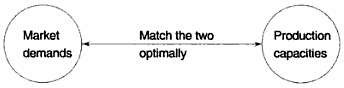 Market
demands
Match the two
optimally
Production
capacities